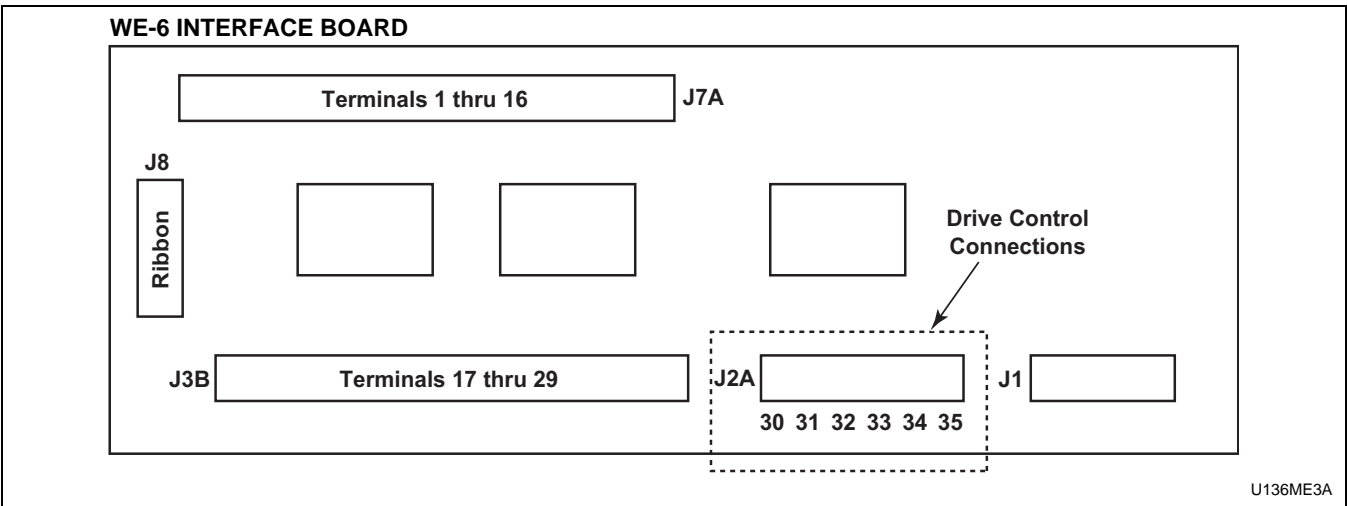 WE-6 INTERFACE BOARD
Terminals 1 thru 16
J7A
J8
Ribbon
Drive Control
Connections
J3B
Terminals 17 thru 29
J2A
J1
30 31 32 33 34 35
U136ME3A